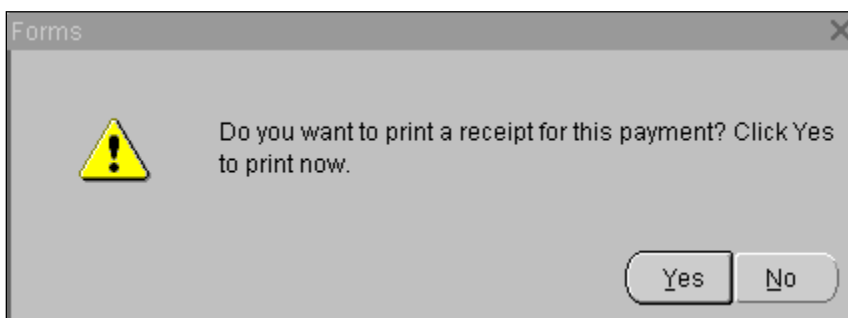 Forms
Do you want to print a receipt for this payment? Click Yes
to print now.
Yes No